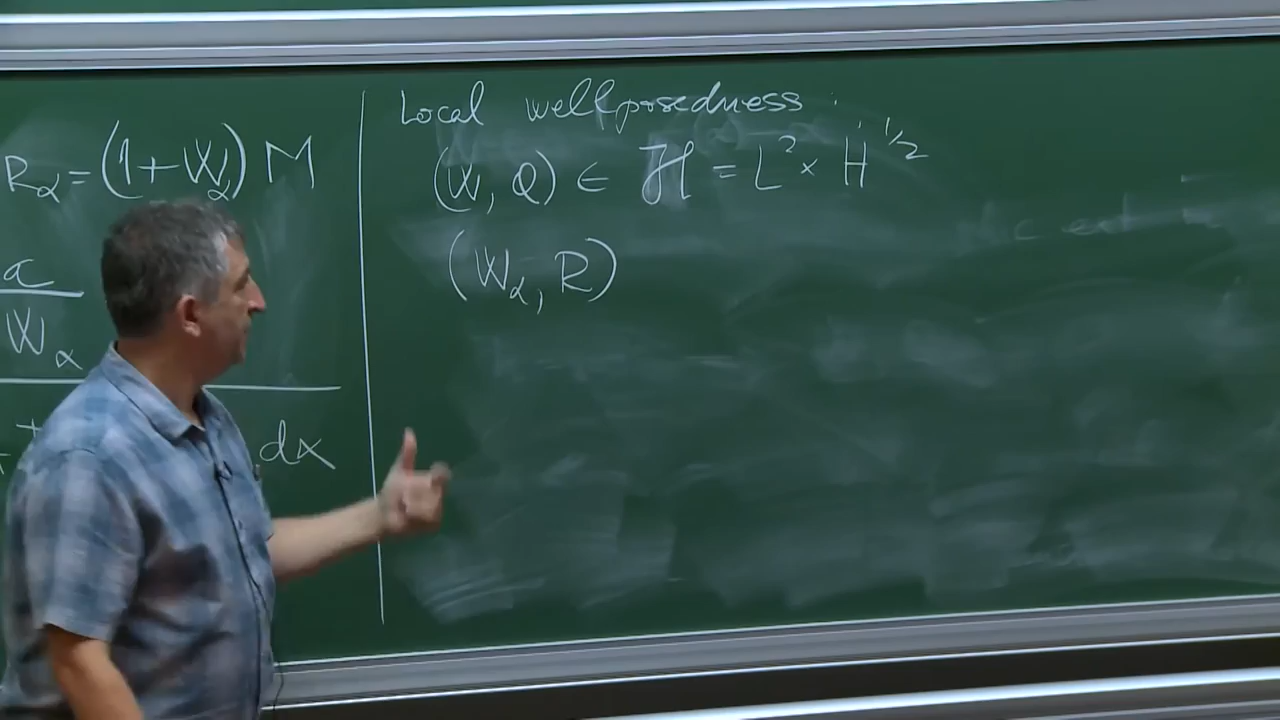 R_α = (1+W_α) M
a
W_α
+ dx
Local wellposedness :
(W, Q) ∈ ℋ = L² × Ḣ^{1/2}
(W_α, R)